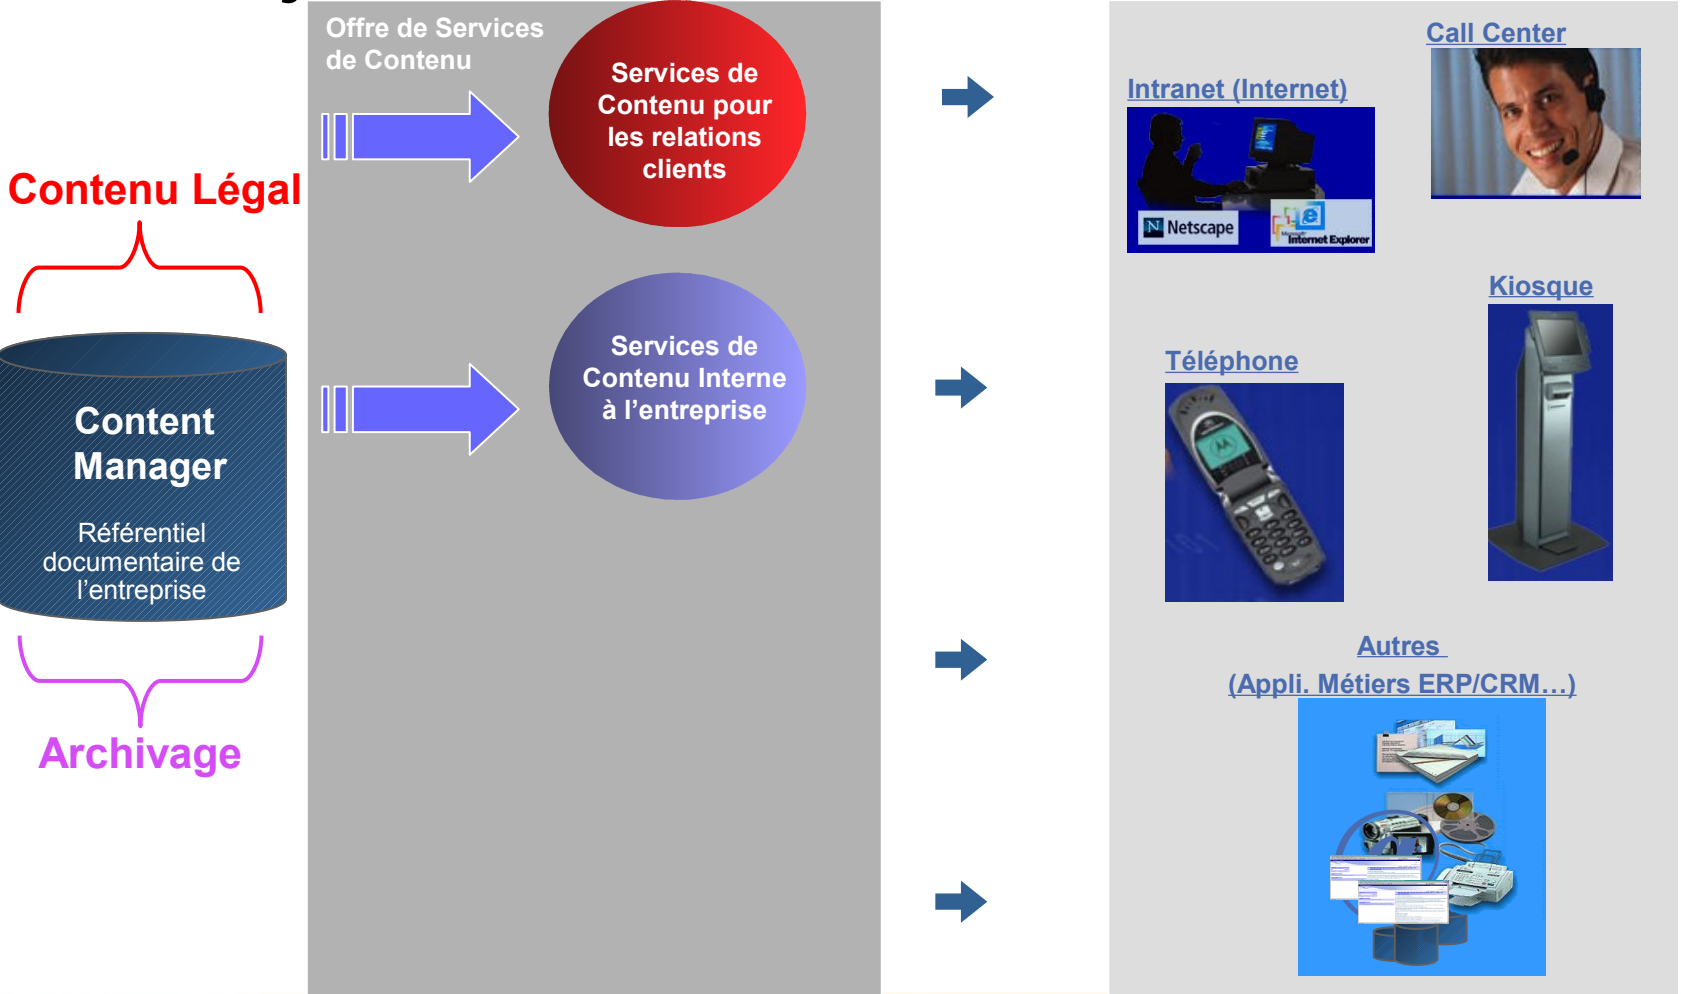 Contenu Légal
Content
Manager
Référentiel
documentaire de
l’entreprise
Archivage
Offre de Services
de Contenu
Services de
Contenu pour
les relations
clients
Services de
Contenu Interne
à l’entreprise
Call Center
Intranet (Internet)
N Netscape
Microsoft
Internet Explorer
Kiosque
Téléphone
Autres
(Appli. Métiers ERP/CRM…)